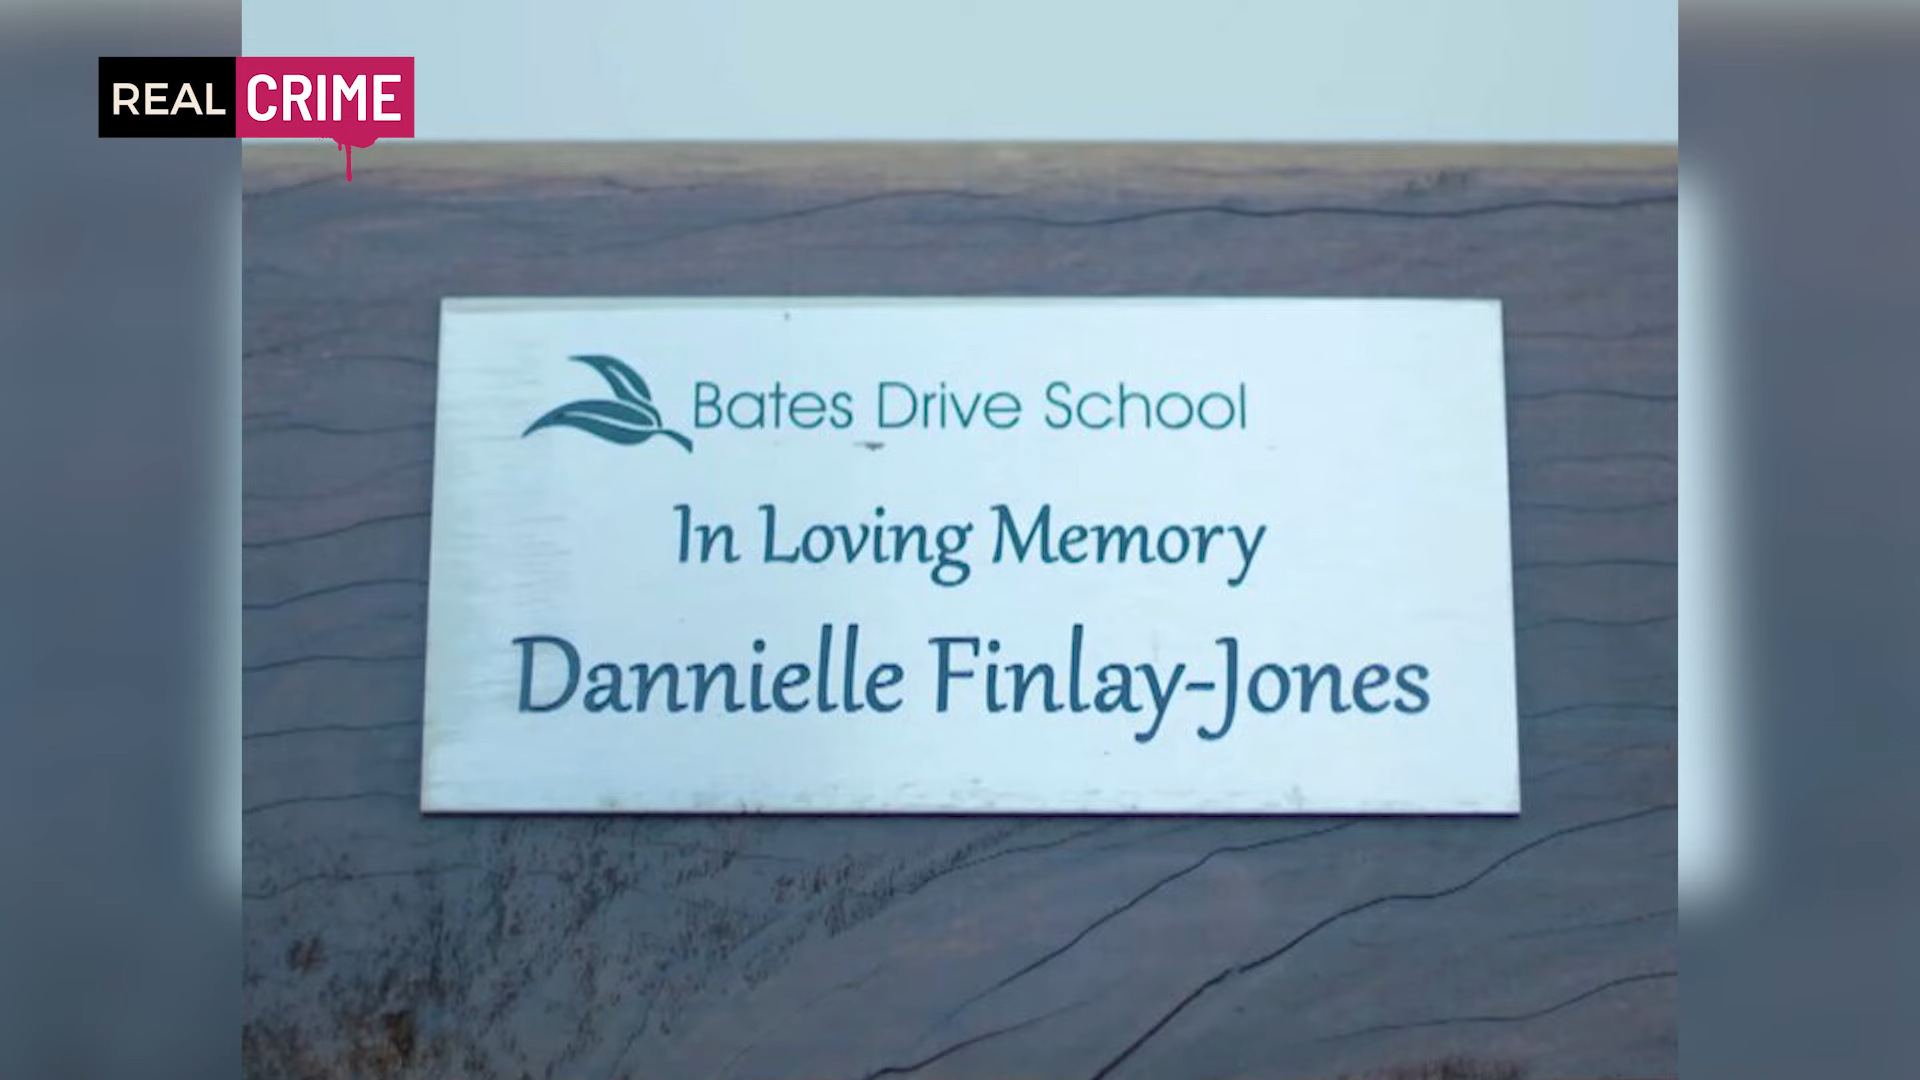 REAL CRIME
Bates Drive School
In Loving Memory
Dannielle Finlay-Jones